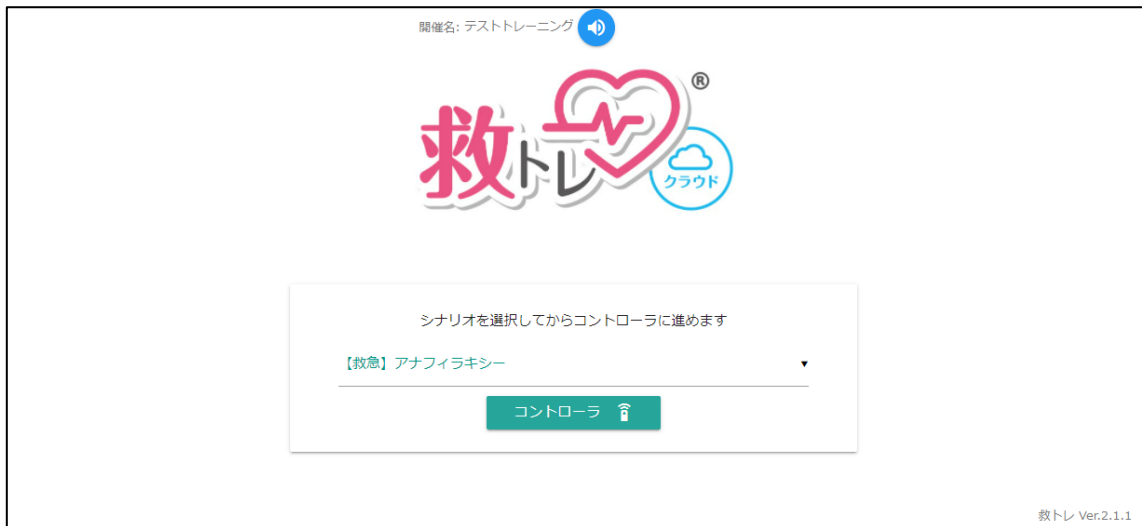 開催名: テストトレーニング
救トレ®
クラウド
シナリオを選択してからコントローラに進めます
【救急】アナフィラキシー ▼
コントローラ
救トレ Ver.2.1.1